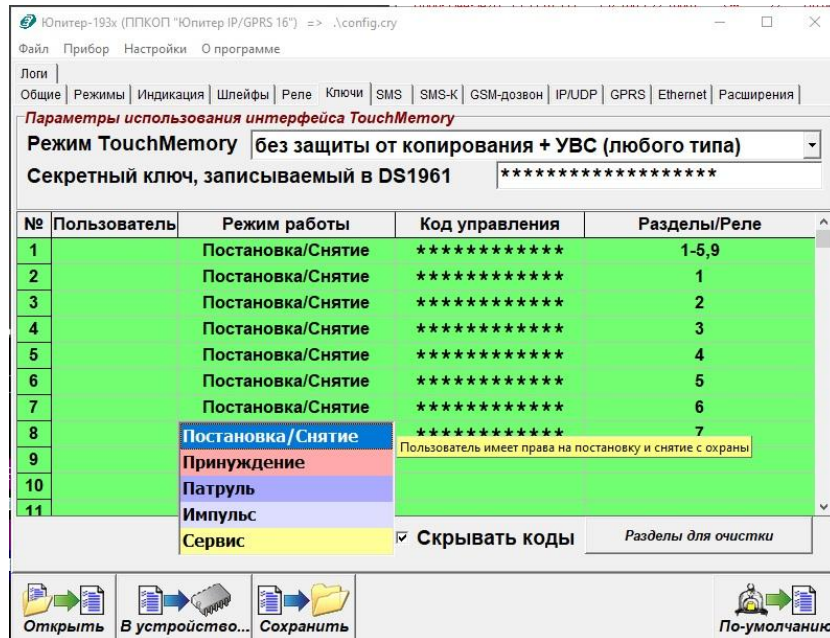 Юпитер-193x (ППКОП "Юпитер IP/GPRS 16") => .\config.cry
Файл Прибор Настройки О программе
Логи
Общие Режимы Индикация Шлейфы Реле Ключи SMS SMS-K GSM-дозвон IP/UDP GPRS Ethernet Расширения
Параметры использования интерфейса TouchMemory
Режим TouchMemory без защиты от копирования + УВС (любого типа)
Секретный ключ, записываемый в DS1961 *******************
№ Пользователь Режим работы Код управления Разделы/Реле
1 Постановка/Снятие ************ 1-5,9
2 Постановка/Снятие ************ 1
3 Постановка/Снятие ************ 2
4 Постановка/Снятие ************ 3
5 Постановка/Снятие ************ 4
6 Постановка/Снятие ************ 5
7 Постановка/Снятие ************ 6
8 Постановка/Снятие ************ 7
Пользователь имеет права на постановку и снятие с охраны
9 Принуждение
10 Патруль
11 Импульс
Сервис Скрывать коды Разделы для очистки
Открыть В устройство... Сохранить По-умолчанию